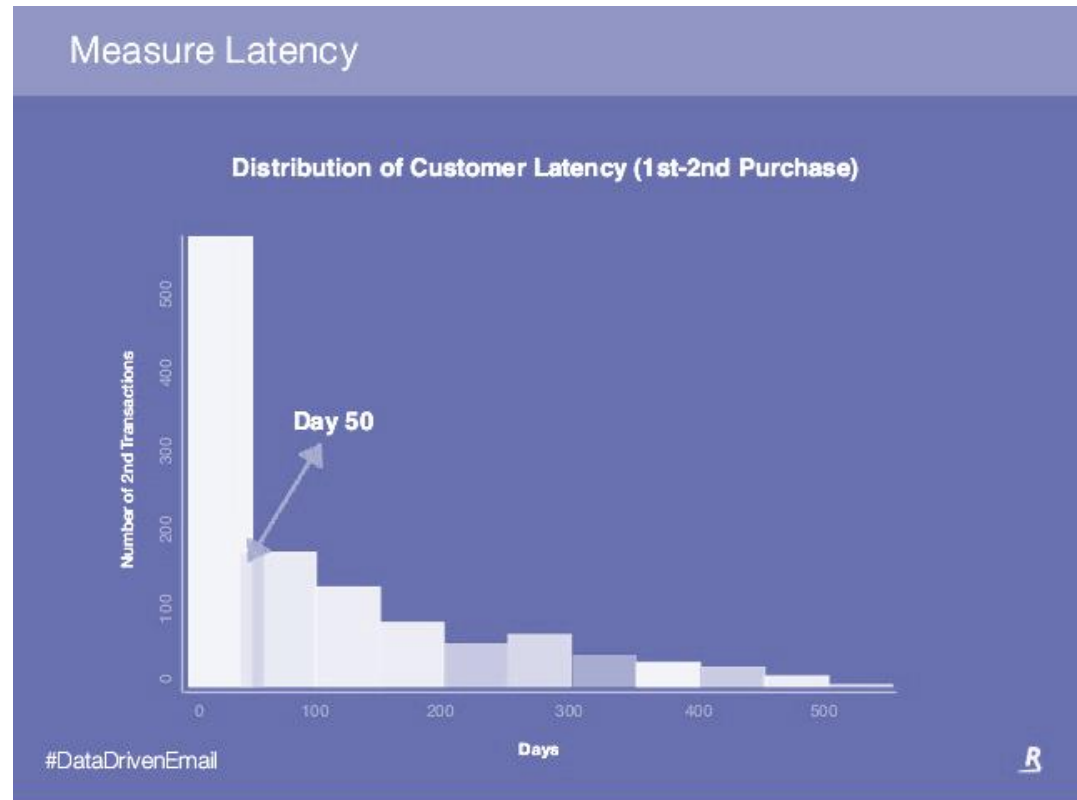 Measure Latency
Distribution of Customer Latency (1st-2nd Purchase)
500
400
300
200
100
0
Number of 2nd Transactions
Day 50
0 100 200 300 400 500
Days
#DataDrivenEmail
R